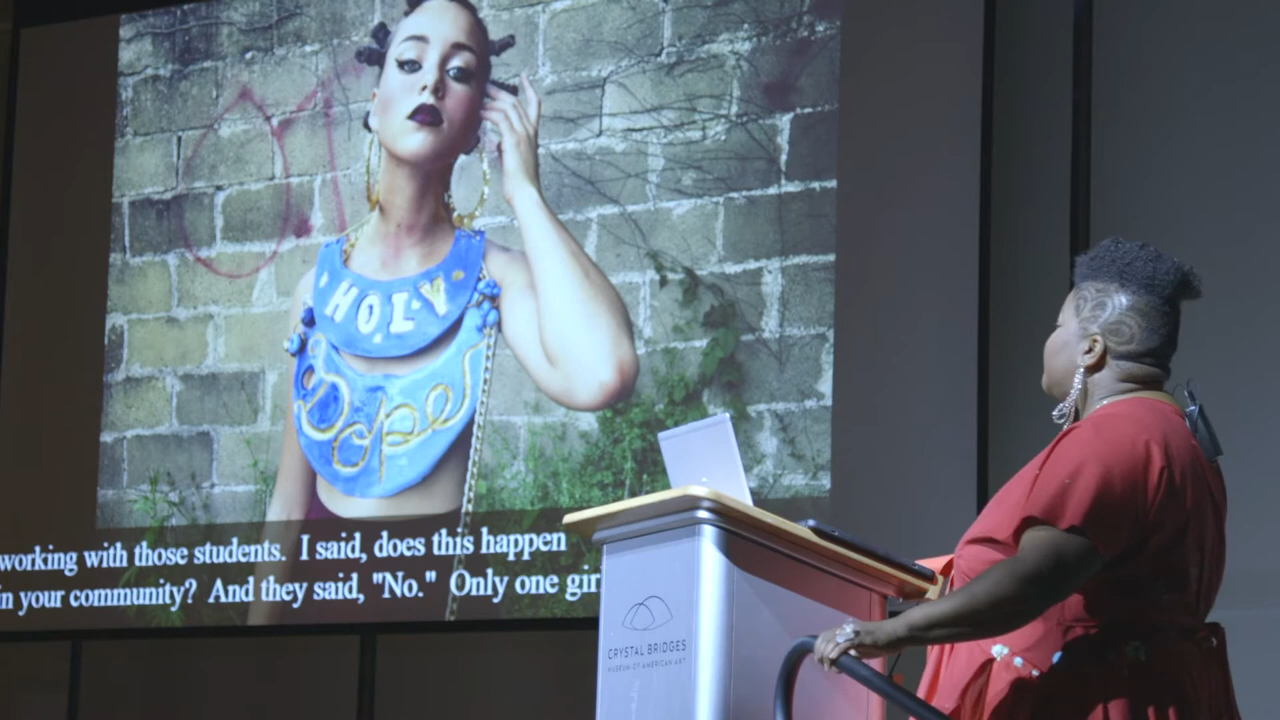 HOLY
Dope
working with those students. I said, does this happen
in your community? And they said, "No." Only one gir
CRYSTAL BRIDGES
MUSEUM OF AMERICAN ART